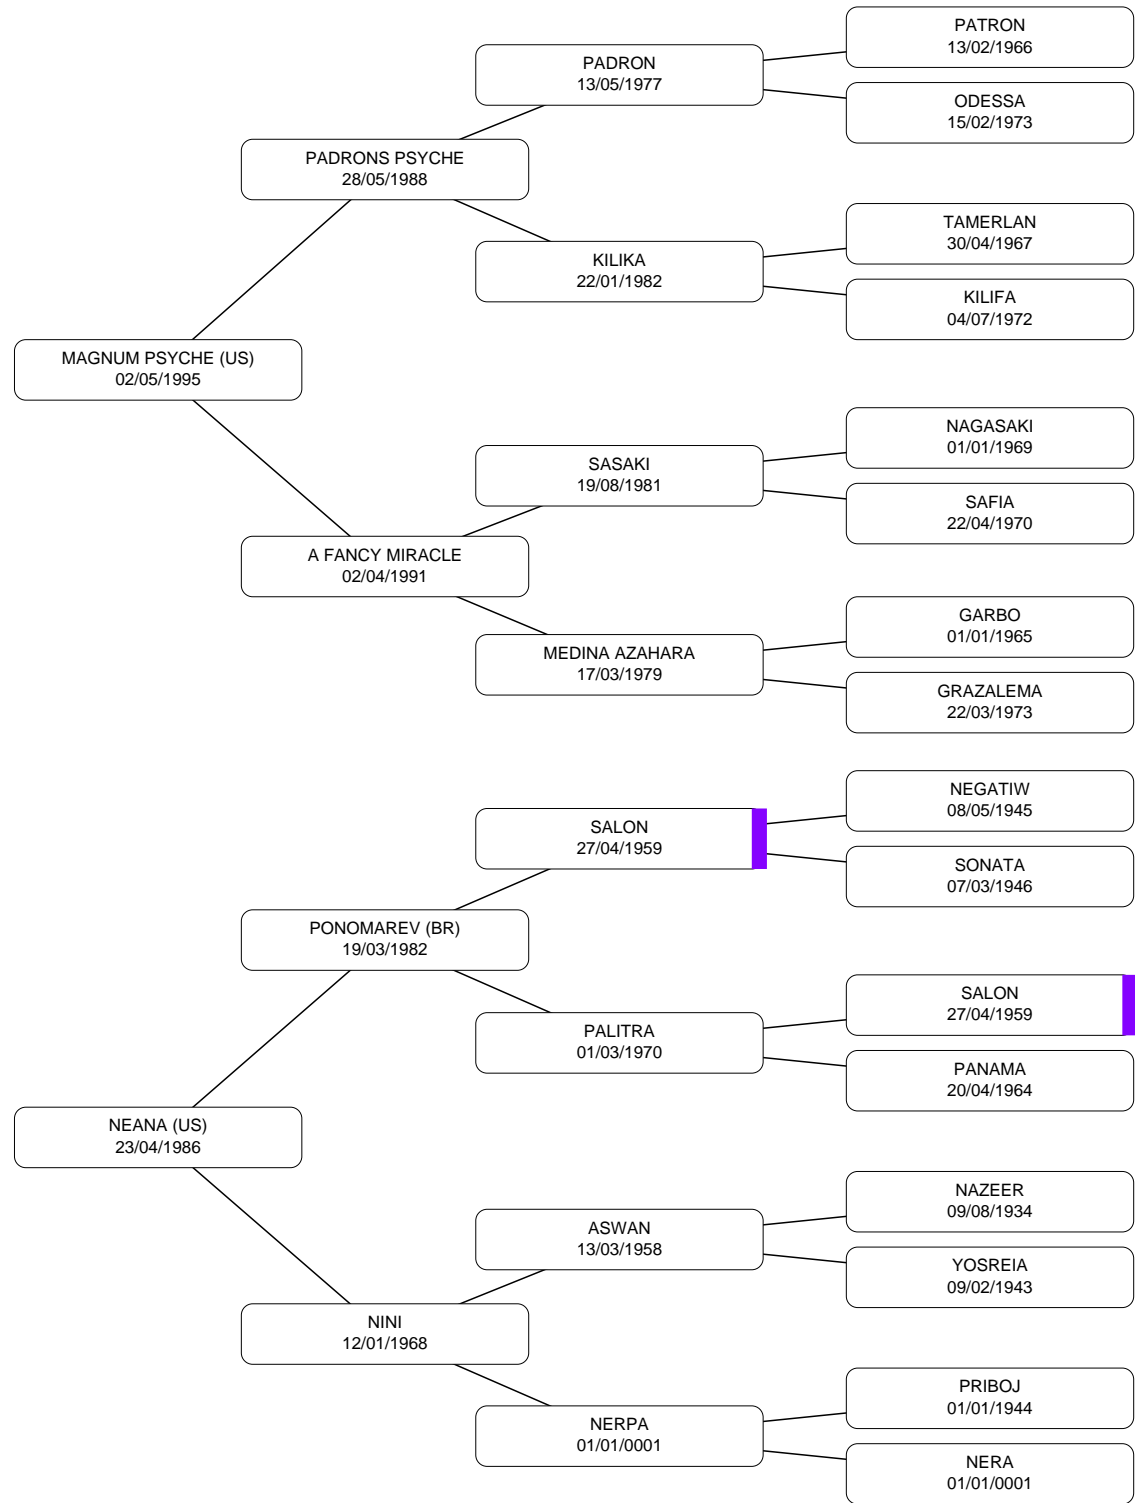 PATRON
13/02/1966
PADRON
13/05/1977
ODESSA
15/02/1973
PADRONS PSYCHE
28/05/1988
TAMERLAN
30/04/1967
KILIKA
22/01/1982
KILIFA
04/07/1972
MAGNUM PSYCHE (US)
02/05/1995
NAGASAKI
01/01/1969
SASAKI
19/08/1981
SAFIA
22/04/1970
A FANCY MIRACLE
02/04/1991
GARBO
01/01/1965
MEDINA AZAHARA
17/03/1979
GRAZALEMA
22/03/1973
NEGATIW
08/05/1945
SALON
27/04/1959
SONATA
07/03/1946
PONOMAREV (BR)
19/03/1982
SALON
27/04/1959
PALITRA
01/03/1970
PANAMA
20/04/1964
NEANA (US)
23/04/1986
NAZEER
09/08/1934
ASWAN
13/03/1958
YOSREIA
09/02/1943
NINI
12/01/1968
PRIBOJ
01/01/1944
NERPA
01/01/0001
NERA
01/01/0001